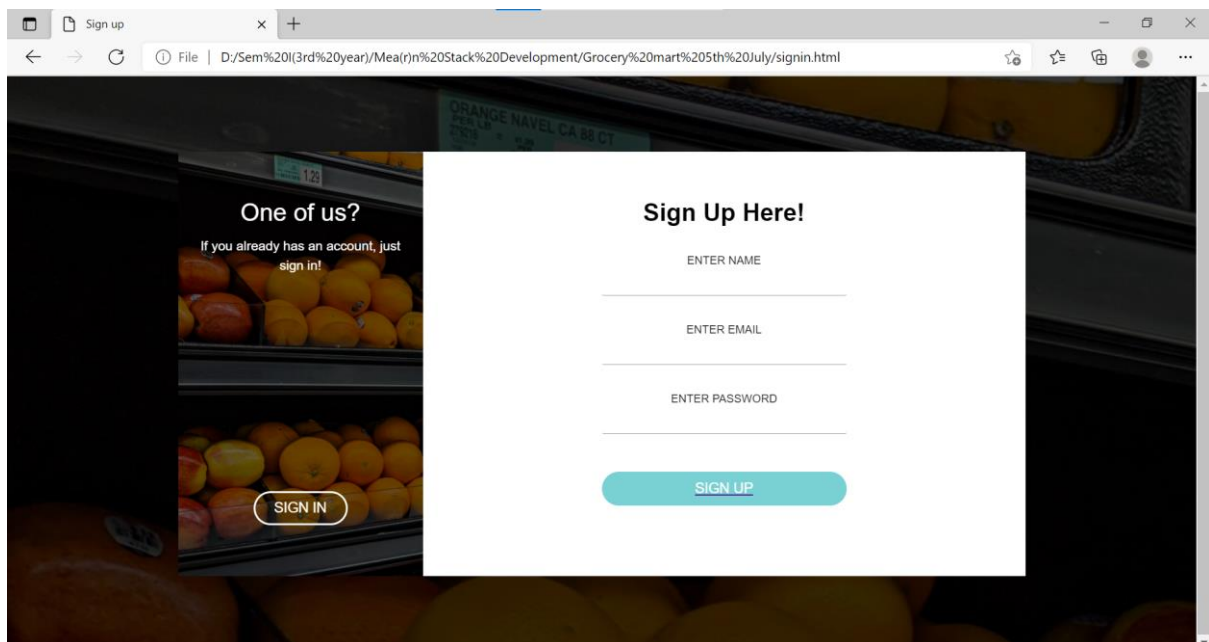 Sign up
File | D:/Sem%20I(3rd%20year)/Mea(r)n%20Stack%20Development/Grocery%20mart%205th%20July/signin.html
ORANGE NAVEL CA 88 CT
PER LB
1.29
One of us?
If you already has an account, just
sign in!
SIGN IN
Sign Up Here!
ENTER NAME
ENTER EMAIL
ENTER PASSWORD
SIGN UP